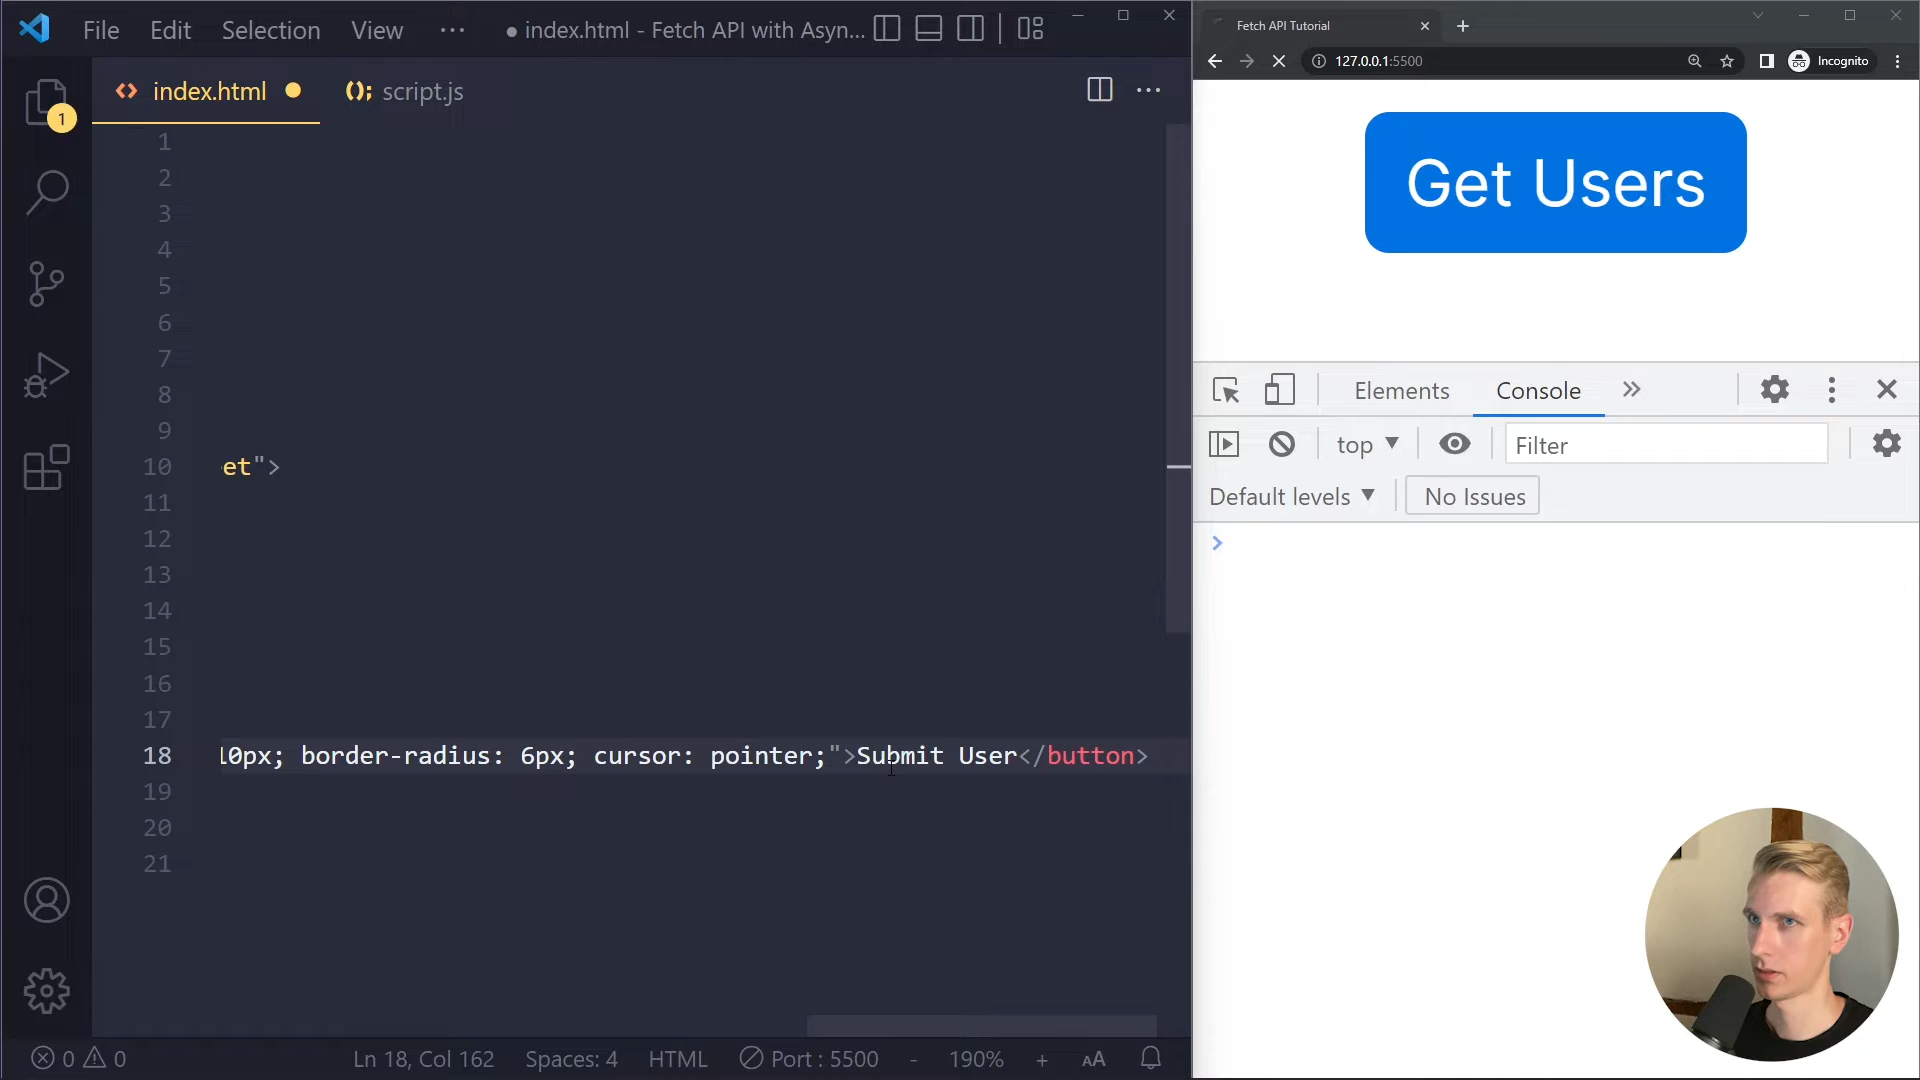 File Edit Selection View ··· ● index.html - Fetch API with Asyn...
index.html ● script.js
1
1
2
3
4
5
6
7
8
9
10 et">
11
12
13
14
15
16
17
18 10px; border-radius: 6px; cursor: pointer;">Submit User</button>
19
20
21
0 0 Ln 18, Col 162 Spaces: 4 HTML Port : 5500 - 190% + AA
Fetch API Tutorial
127.0.0.1:5500 Incognito
Get Users
Elements Console »
top Filter
Default levels No Issues
>